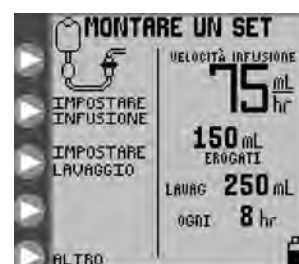 MONTARE UN SET
VELOCITÀ INFUSIONE
75 mL/hr
IMPOSTARE
INFUSIONE
150 mL
EROGATI
IMPOSTARE
LAVAGGIO
LAVAG 250 mL
OGNI 8 hr
ALTRO